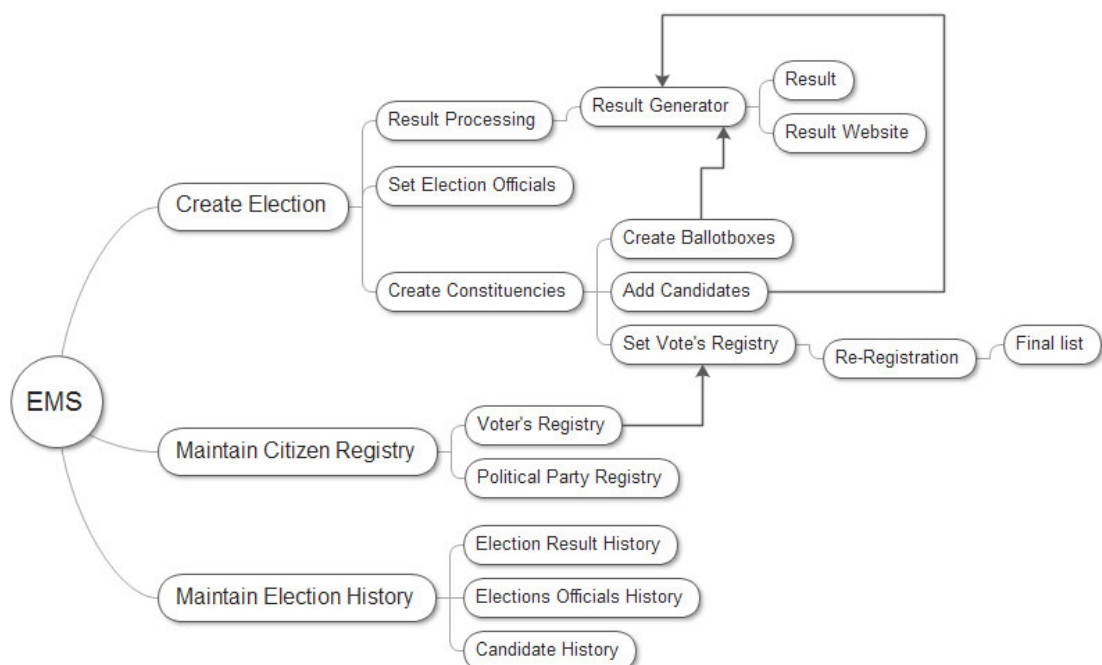 EMS
Create Election
Result Processing
Result Generator
Result
Result Website
Set Election Officials
Create Constituencies
Create Ballotboxes
Add Candidates
Set Vote's Registry
Re-Registration
Final list
Maintain Citizen Registry
Voter's Registry
Political Party Registry
Maintain Election History
Election Result History
Elections Officials History
Candidate History